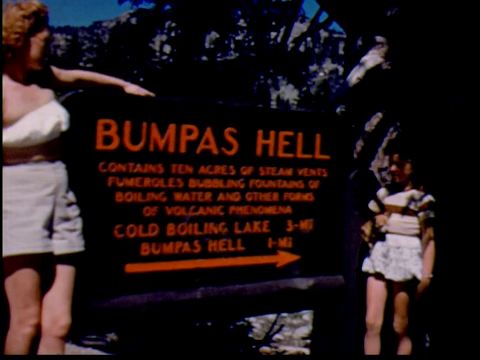 BUMPAS HELL
CONTAINS TEN ACRES OF STEAM VENTS
FUMEROLES BUBBLING FOUNTAINS OF
BOILING WATER AND OTHER FORMS
OF VOLCANIC PHENOMENA
COLD BOILING LAKE 3-MI
BUMPAS HELL 1-MI